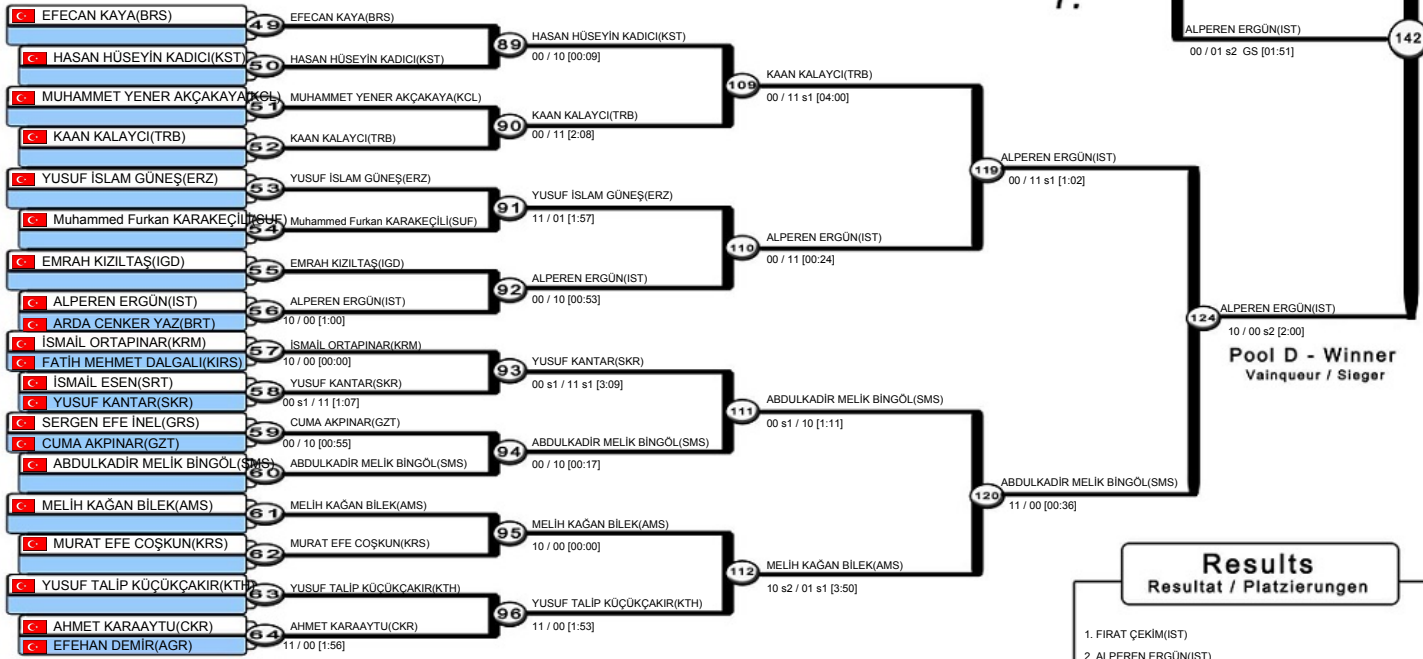 EFECAN KAYA(BRS)
HASAN HÜSEYİN KADICI(KST)
MUHAMMET YENER AKÇAKAYA(KCL)
KAAN KALAYCI(TRB)
YUSUF İSLAM GÜNEŞ(ERZ)
Muhammed Furkan KARAKEÇİLİ(SUF)
EMRAH KIZILTAŞ(IGD)
ALPEREN ERGÜN(IST)
ARDA CENKER YAZ(BRT)
İSMAİL ORTAPINAR(KRM)
FATİH MEHMET DALGALI(KIRS)
İSMAİL ESEN(SRT)
YUSUF KANTAR(SKR)
SERGEN EFE İNEL(GRS)
CUMA AKPINAR(GZT)
ABDULKADİR MELİK BİNGÖL(SMS)
MELİH KAĞAN BİLEK(AMS)
MURAT EFE COŞKUN(KRS)
YUSUF TALİP KÜÇÜKÇAKIR(KTH)
AHMET KARAAYTU(CKR)
EFEHAN DEMİR(AGR)
49 EFECAN KAYA(BRS)
50 HASAN HÜSEYİN KADICI(KST)
51 MUHAMMET YENER AKÇAKAYA(KCL)
52 KAAN KALAYCI(TRB)
53 YUSUF İSLAM GÜNEŞ(ERZ)
54 Muhammed Furkan KARAKEÇİLİ(SUF)
55 EMRAH KIZILTAŞ(IGD)
56 ALPEREN ERGÜN(IST)
10 / 00 [1:00]
57 İSMAİL ORTAPINAR(KRM)
10 / 00 [00:00]
58 YUSUF KANTAR(SKR)
00 s1 / 11 [1:07]
59 CUMA AKPINAR(GZT)
00 / 10 [00:55]
60 ABDULKADİR MELİK BİNGÖL(SMS)
61 MELİH KAĞAN BİLEK(AMS)
62 MURAT EFE COŞKUN(KRS)
63 YUSUF TALİP KÜÇÜKÇAKIR(KTH)
64 AHMET KARAAYTU(CKR)
11 / 00 [1:56]
89 HASAN HÜSEYİN KADICI(KST)
00 / 10 [00:09]
90 KAAN KALAYCI(TRB)
00 / 11 [2:08]
91 YUSUF İSLAM GÜNEŞ(ERZ)
11 / 01 [1:57]
92 ALPEREN ERGÜN(IST)
00 / 10 [00:53]
93 YUSUF KANTAR(SKR)
00 s1 / 11 s1 [3:09]
94 ABDULKADİR MELİK BİNGÖL(SMS)
00 / 10 [00:17]
95 MELİH KAĞAN BİLEK(AMS)
10 / 00 [00:00]
96 YUSUF TALİP KÜÇÜKÇAKIR(KTH)
11 / 00 [1:53]
109 KAAN KALAYCI(TRB)
00 / 11 s1 [04:00]
110 ALPEREN ERGÜN(IST)
00 / 11 [00:24]
111 ABDULKADİR MELİK BİNGÖL(SMS)
00 s1 / 10 [1:11]
112 MELİH KAĞAN BİLEK(AMS)
10 s2 / 01 s1 [3:50]
119 ALPEREN ERGÜN(IST)
00 / 11 s1 [1:02]
120 ABDULKADİR MELİK BİNGÖL(SMS)
11 / 00 [00:36]
124 ALPEREN ERGÜN(IST)
10 / 00 s2 [2:00]
Pool D - Winner
Vainqueur / Sieger
ALPEREN ERGÜN(IST)
142
00 / 01 s2 GS [01:51]
Results
Resultat / Platzierungen
1. FIRAT ÇEKİM(IST)
2. ALPEREN ERGÜN(IST)